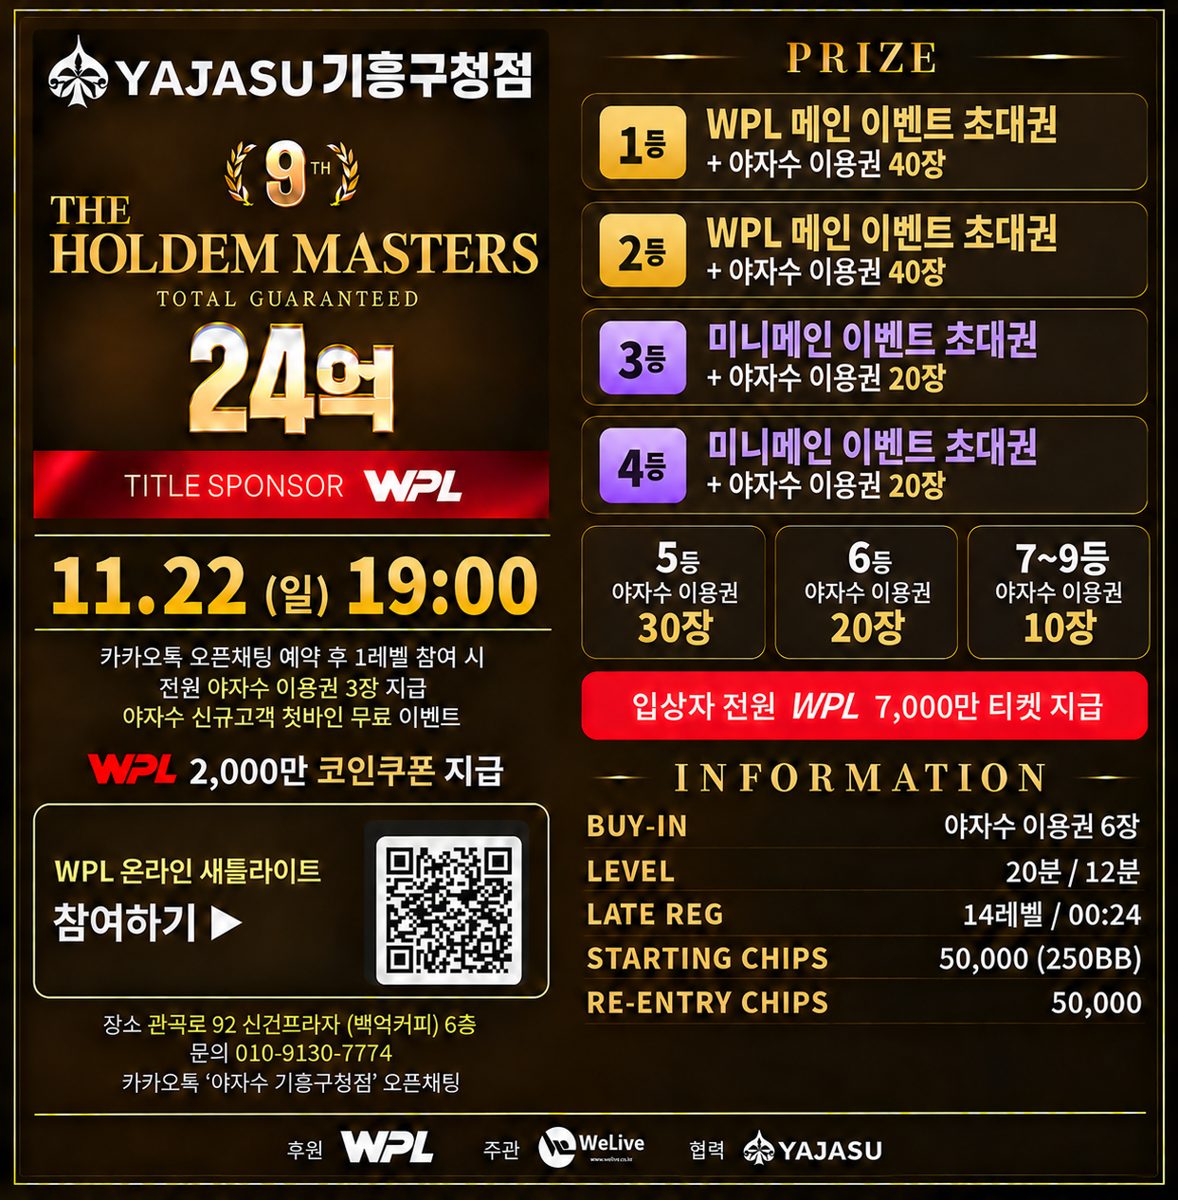 YAJASU 기흥구청점
9TH
THE
HOLDEM MASTERS
TOTAL GUARANTEED
24억
TITLE SPONSOR WPL
11.22 (일) 19:00
카카오톡 오픈채팅 예약 후 1레벨 참여 시
전원 야자수 이용권 3장 지급
야자수 신규고객 첫바인 무료 이벤트
WPL 2,000만 코인쿠폰 지급
WPL 온라인 새틀라이트
참여하기 ▶
장소 관곡로 92 신건프라자 (백억커피) 6층
문의 010-9130-7774
카카오톡 ‘야자수 기흥구청점’ 오픈채팅
PRIZE
1등
WPL 메인 이벤트 초대권
+ 야자수 이용권 40장
2등
WPL 메인 이벤트 초대권
+ 야자수 이용권 40장
3등
미니메인 이벤트 초대권
+ 야자수 이용권 20장
4등
미니메인 이벤트 초대권
+ 야자수 이용권 20장
5등
야자수 이용권
30장
6등
야자수 이용권
20장
7~9등
야자수 이용권
10장
입상자 전원 WPL 7,000만 티켓 지급
INFORMATION
BUY-IN 야자수 이용권 6장
LEVEL 20분 / 12분
LATE REG 14레벨 / 00:24
STARTING CHIPS 50,000 (250BB)
RE-ENTRY CHIPS 50,000
후원 WPL 주관 WeLive 협력 YAJASU
www.welive.co.kr